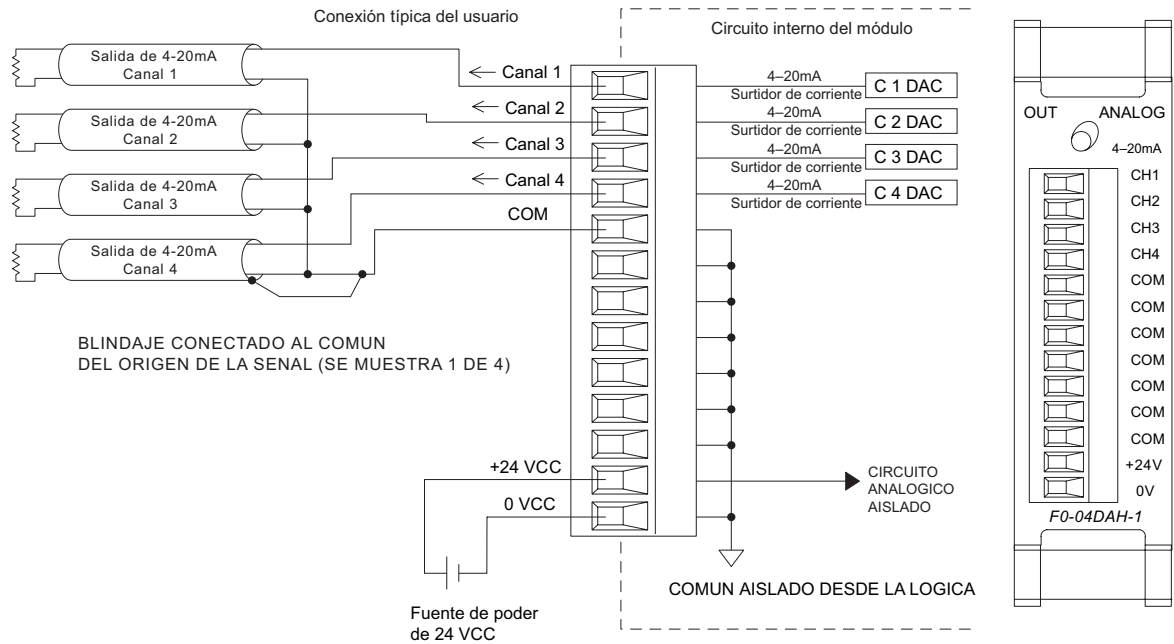 Conexión típica del usuario
Circuito interno del módulo
Salida de 4-20mA
Canal 1
Salida de 4-20mA
Canal 2
Salida de 4-20mA
Canal 3
Salida de 4-20mA
Canal 4
Canal 1
Canal 2
Canal 3
Canal 4
COM
4–20mA
Surtidor de corriente
C 1 DAC
4–20mA
Surtidor de corriente
C 2 DAC
4–20mA
Surtidor de corriente
C 3 DAC
4–20mA
Surtidor de corriente
C 4 DAC
BLINDAJE CONECTADO AL COMUN
DEL ORIGEN DE LA SENAL (SE MUESTRA 1 DE 4)
+24 VCC
0 VCC
Fuente de poder
de 24 VCC
CIRCUITO
ANALOGICO
AISLADO
COMUN AISLADO DESDE LA LOGICA
OUT ANALOG
4–20mA
CH1
CH2
CH3
CH4
COM
COM
COM
COM
COM
COM
COM
+24V
0V
F0-04DAH-1